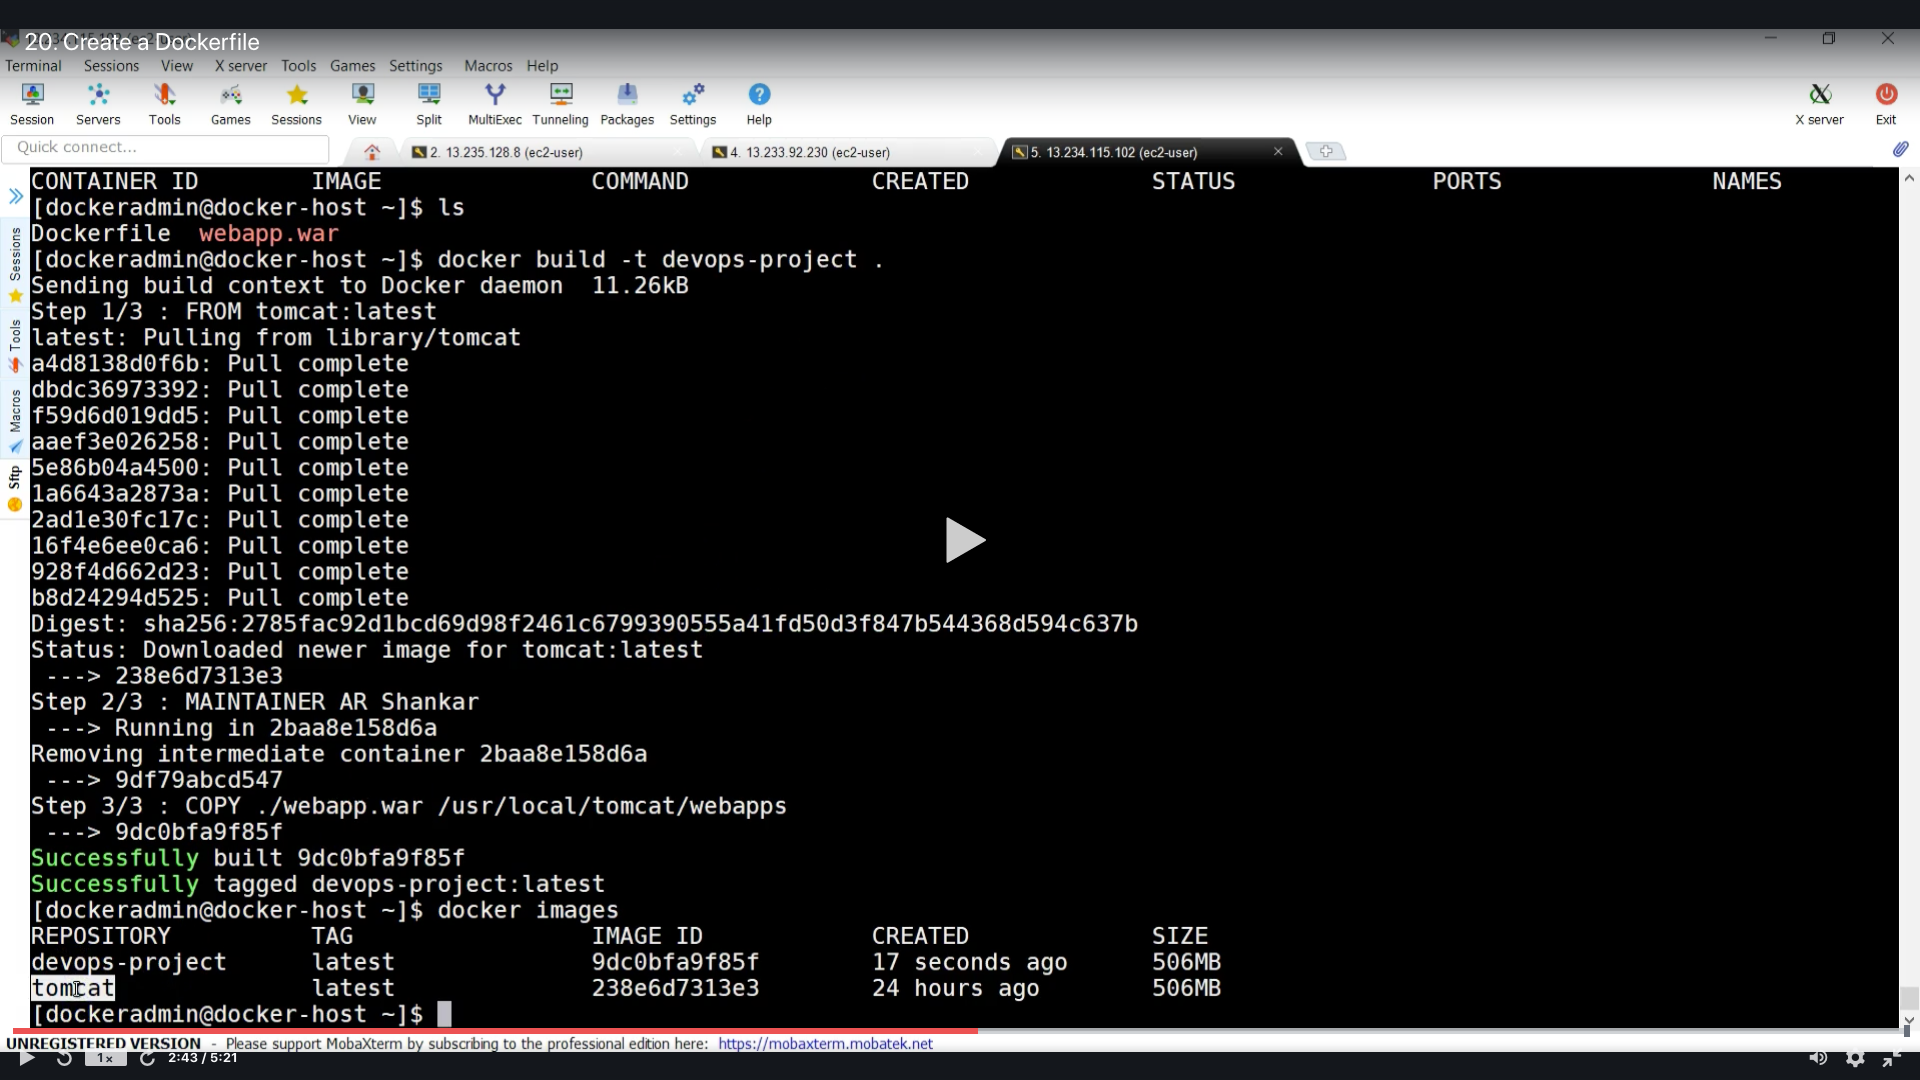 20. Create a Dockerfile
Terminal Sessions View X server Tools Games Settings Macros Help
Session Servers Tools Games Sessions View Split MultiExec Tunneling Packages Settings Help X server Exit
Quick connect...
2. 13.235.128.8 (ec2-user)
4. 13.233.92.230 (ec2-user)
5. 13.234.115.102 (ec2-user)
Sessions
Tools
Macros
Sftp
CONTAINER ID IMAGE COMMAND CREATED STATUS PORTS NAMES
[dockeradmin@docker-host ~]$ ls
Dockerfile webapp.war
[dockeradmin@docker-host ~]$ docker build -t devops-project .
Sending build context to Docker daemon 11.26kB
Step 1/3 : FROM tomcat:latest
latest: Pulling from library/tomcat
a4d8138d0f6b: Pull complete
dbdc36973392: Pull complete
f59d6d019dd5: Pull complete
aaef3e026258: Pull complete
5e86b04a4500: Pull complete
1a6643a2873a: Pull complete
2ad1e30fc17c: Pull complete
16f4e6ee0ca6: Pull complete
928f4d662d23: Pull complete
b8d24294d525: Pull complete
Digest: sha256:2785fac92d1bcd69d98f2461c6799390555a41fd50d3f847b544368d594c637b
Status: Downloaded newer image for tomcat:latest
---> 238e6d7313e3
Step 2/3 : MAINTAINER AR Shankar
---> Running in 2baa8e158d6a
Removing intermediate container 2baa8e158d6a
---> 9df79abcd547
Step 3/3 : COPY ./webapp.war /usr/local/tomcat/webapps
---> 9dc0bfa9f85f
Successfully built 9dc0bfa9f85f
Successfully tagged devops-project:latest
[dockeradmin@docker-host ~]$ docker images
REPOSITORY TAG IMAGE ID CREATED SIZE
devops-project latest 9dc0bfa9f85f 17 seconds ago 506MB
tomcat latest 238e6d7313e3 24 hours ago 506MB
[dockeradmin@docker-host ~]$
UNREGISTERED VERSION - Please support MobaXterm by subscribing to the professional edition here: https://mobaxterm.mobatek.net
1x 2:43 / 5:21